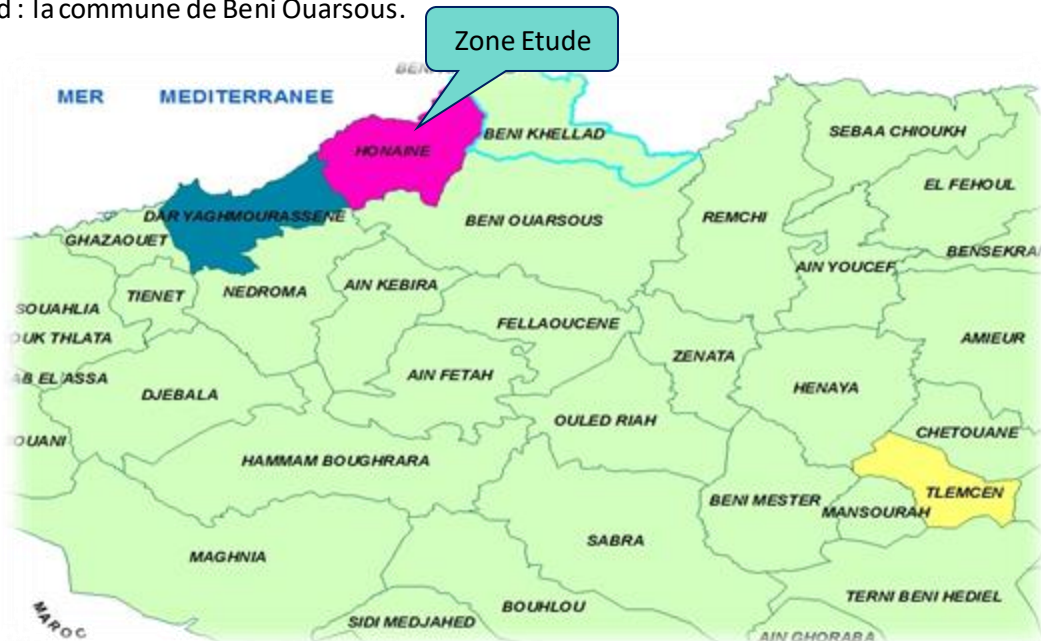 d : la commune de Beni Ouarsous.
Zone Etude
MER MEDITERRANEE
BENI KHELLAD
SEBAA CHIOUKH
HONAINE
EL FEHOUL
DAR YAGHMOURASSENE
BENI OUARSOUS
REMCHI
GHAZAOUET
BENSEKRA
AIN YOUCEF
AIN KEBIRA
TIENET
NEDROMA
SOUAHLIA
FELLAOUCENE
OUK THLATA
AMIEUR
ZENATA
AIN FETAH
AB EL ASSA
HENAYA
DJEBALA
OULED RIAH
CHETOUANE
OUANI
HAMMAM BOUGHRARA
TLEMCEN
BENI MESTER
MANSOURAH
SABRA
MAGHNIA
TERNI BENI HEDIEL
BOUHLOU
MAROC
SIDI MEDJAHED
AIN GHORABA